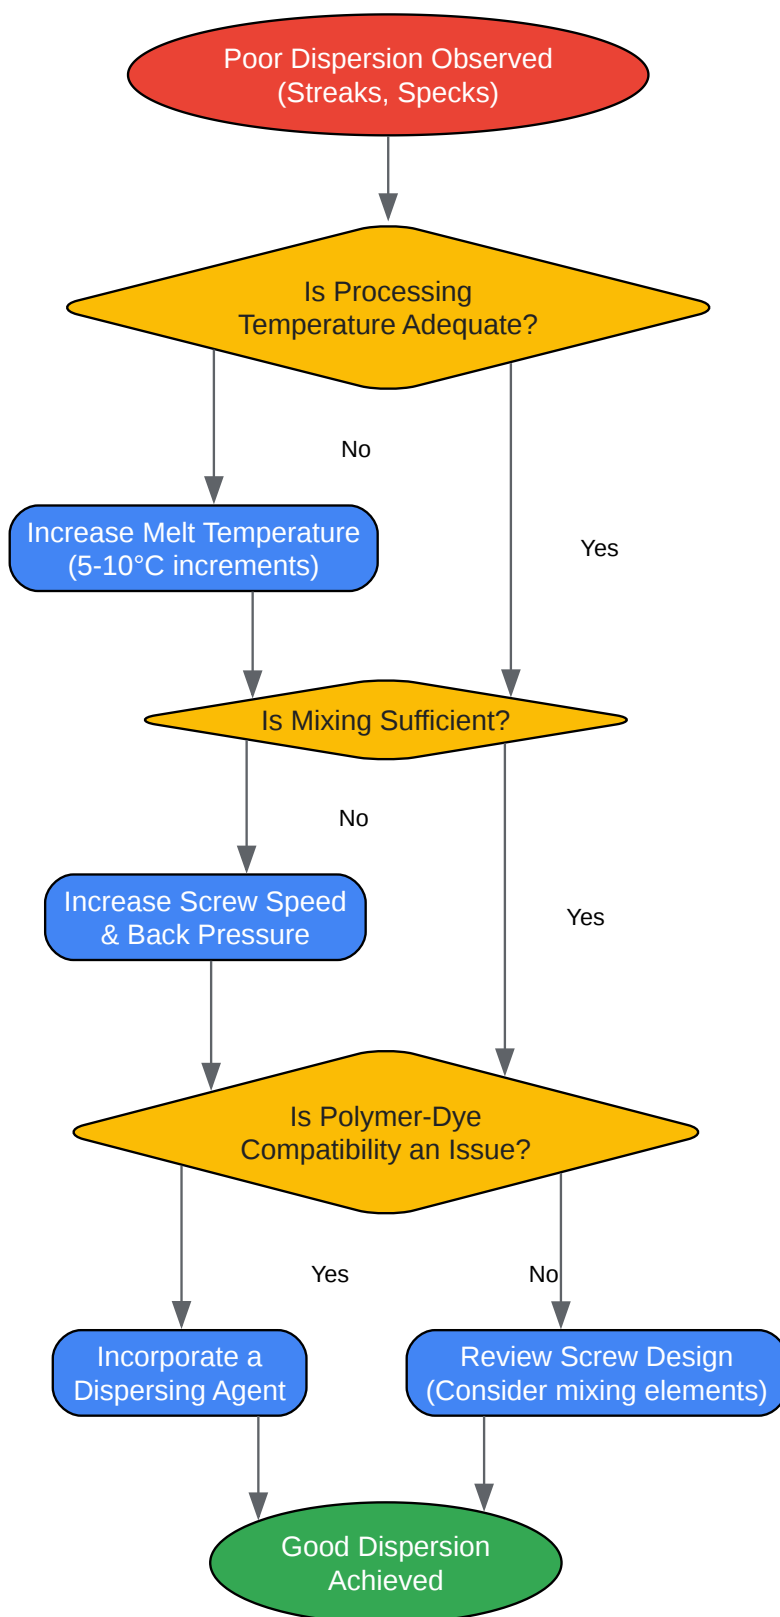 Poor Dispersion Observed
(Streaks, Specks)
Is Processing
Temperature Adequate?
No
Increase Melt Temperature
(5-10°C increments)
Yes
Is Mixing Sufficient?
No
Increase Screw Speed
& Back Pressure
Yes
Is Polymer-Dye
Compatibility an Issue?
Yes
No
Incorporate a
Dispersing Agent
Review Screw Design
(Consider mixing elements)
Good Dispersion
Achieved